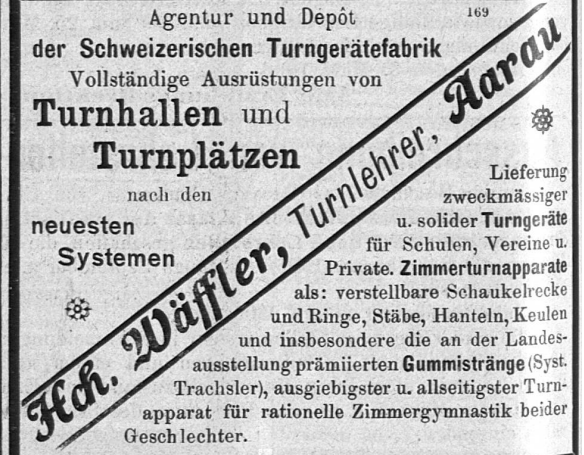 Agentur und Depôt
169
der Schweizerischen Turngerätefabrik
Vollständige Ausrüstungen von
Turnhallen und
Turnplätzen
nach den
neuesten
Systemen
Hch. Wäffler, Turnlehrer, Aarau
Lieferung
zweckmässiger
u. solider Turngeräte
für Schulen, Vereine u.
Private. Zimmerturnapparate
als: verstellbare Schaukelrecke
und Ringe, Stäbe, Hanteln, Keulen
und insbesondere die an der Landes-
ausstellung prämiierten Gummistränge (Syst.
Trachsler), ausgiebigster u. allseitigster Turn-
apparat für rationelle Zimmergymnastik beider
Geschlechter.